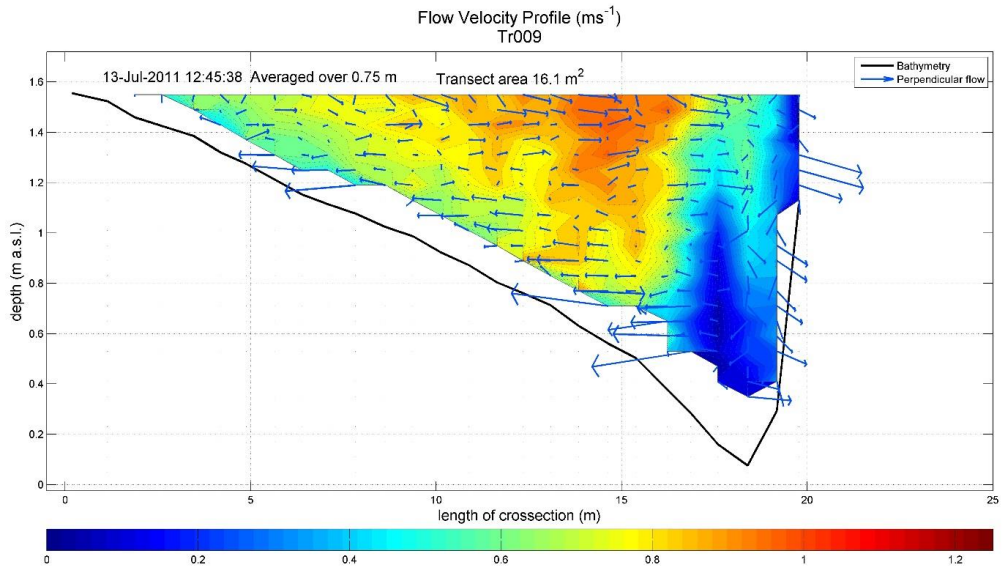 Flow Velocity Profile (ms⁻¹)
Tr009
13-Jul-2011 12:45:38 Averaged over 0.75 m
Transect area 16.1 m²
Bathymetry
Perpendicular flow
depth (m a.s.l.)
1.6
1.4
1.2
1
0.8
0.6
0.4
0.2
0
0 5 10 15 20 25
length of crossection (m)
0 0.2 0.4 0.6 0.8 1 1.2